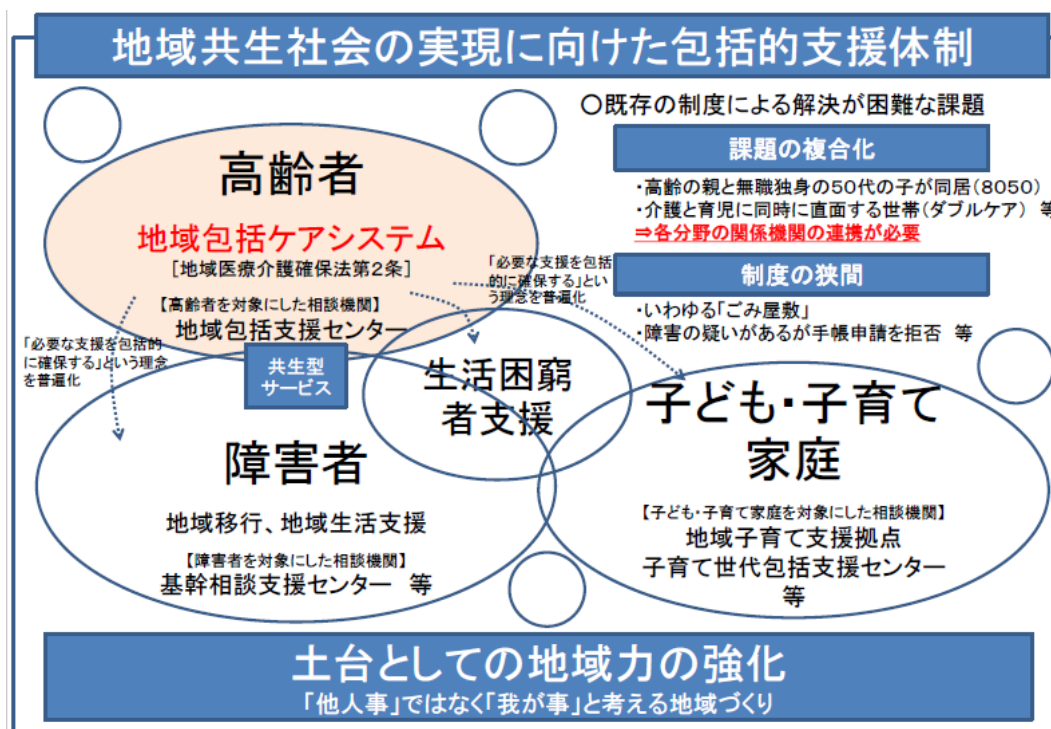 地域共生社会の実現に向けた包括的支援体制
○既存の制度による解決が困難な課題
課題の複合化
・高齢の親と無職独身の50代の子が同居(8050)
・介護と育児に同時に直面する世帯(ダブルケア) 等
⇒各分野の関係機関の連携が必要
制度の狭間
・いわゆる「ごみ屋敷」
・障害の疑いがあるが手帳申請を拒否 等
高齢者
地域包括ケアシステム
[地域医療介護確保法第2条]
【高齢者を対象にした相談機関】
地域包括支援センター
「必要な支援を包括
的に確保する」とい
う理念を普遍化
「必要な支援を包括的
に確保する」という理念
を普遍化
共生型
サービス
生活困窮
者支援
障害者
地域移行、地域生活支援
【障害者を対象にした相談機関】
基幹相談支援センター 等
子ども・子育て
家庭
【子ども・子育て家庭を対象にした相談機関】
地域子育て支援拠点
子育て世代包括支援センター
等
土台としての地域力の強化
「他人事」ではなく「我が事」と考える地域づくり